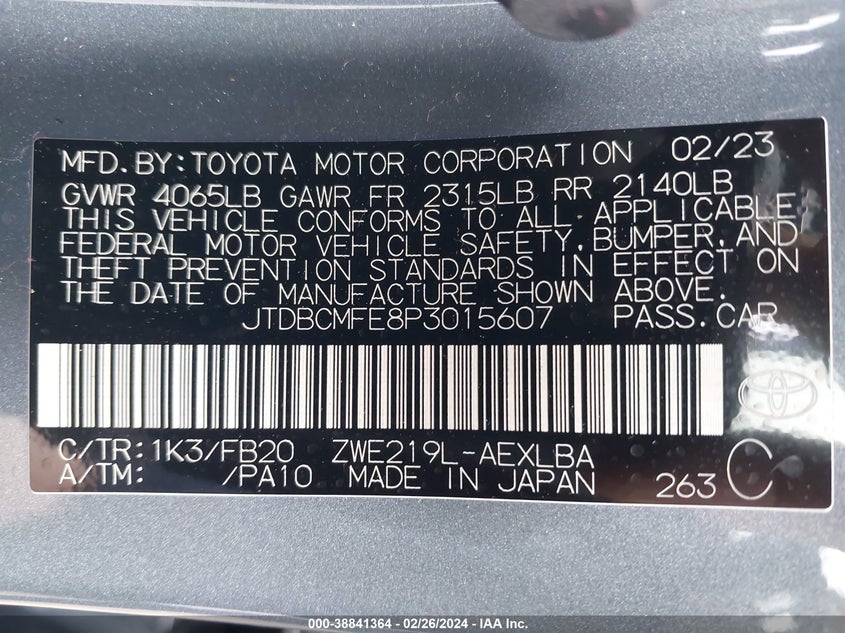 MFD.BY:TOYOTA MOTOR CORPORATION 02/23
GVWR 4065LB GAWR FR 2315LB RR 2140LB
THIS VEHICLE CONFORMS TO ALL APPLICABLE
FEDERAL MOTOR VEHICLE SAFETY,BUMPER,AND
THEFT PREVENTION STANDARDS IN EFFECT ON
THE DATE OF MANUFACTURE SHOWN ABOVE.
JTDBCMFE8P3015607 PASS.CAR
C/TR:1K3/FB20 ZWE219L-AEXLBA
A/TM: /PA10 MADE IN JAPAN 263 C
000-38841364 - 02/26/2024 - IAA Inc.